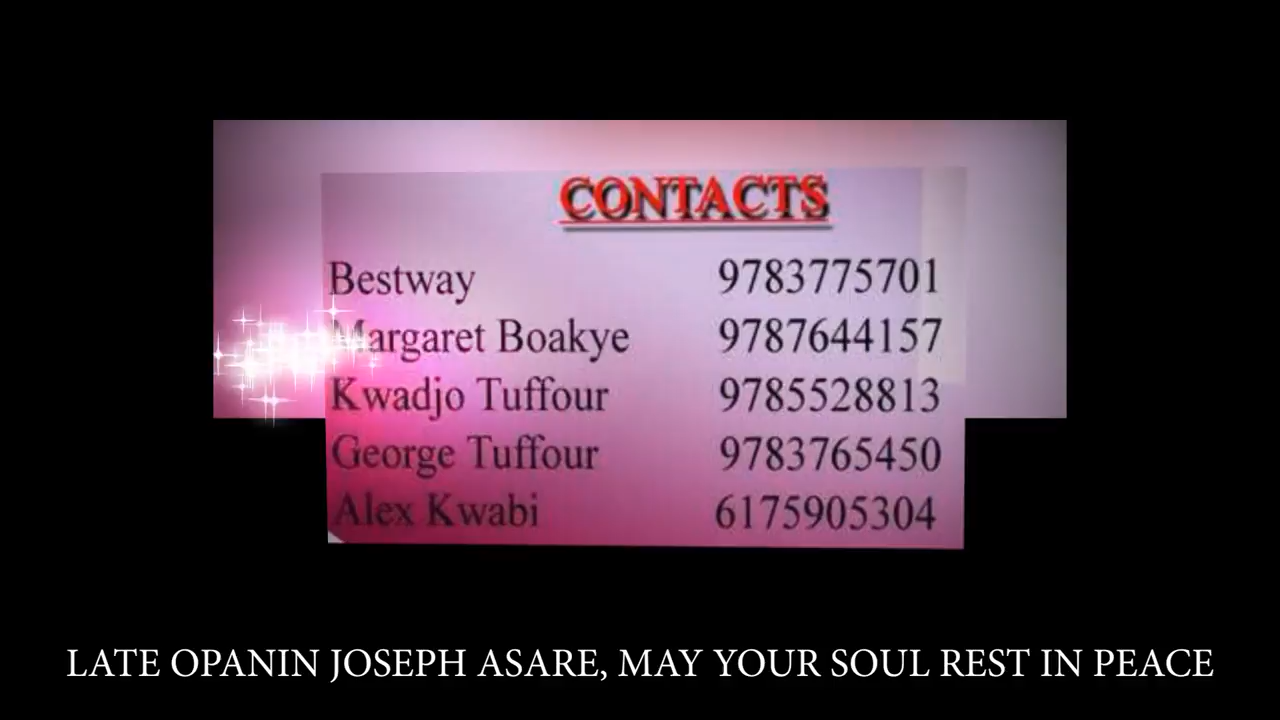 CONTACTS
Bestway 9783775701
Margaret Boakye 9787644157
Kwadjo Tuffour 9785528813
George Tuffour 9783765450
Alex Kwabi 6175905304
LATE OPANIN JOSEPH ASARE, MAY YOUR SOUL REST IN PEACE